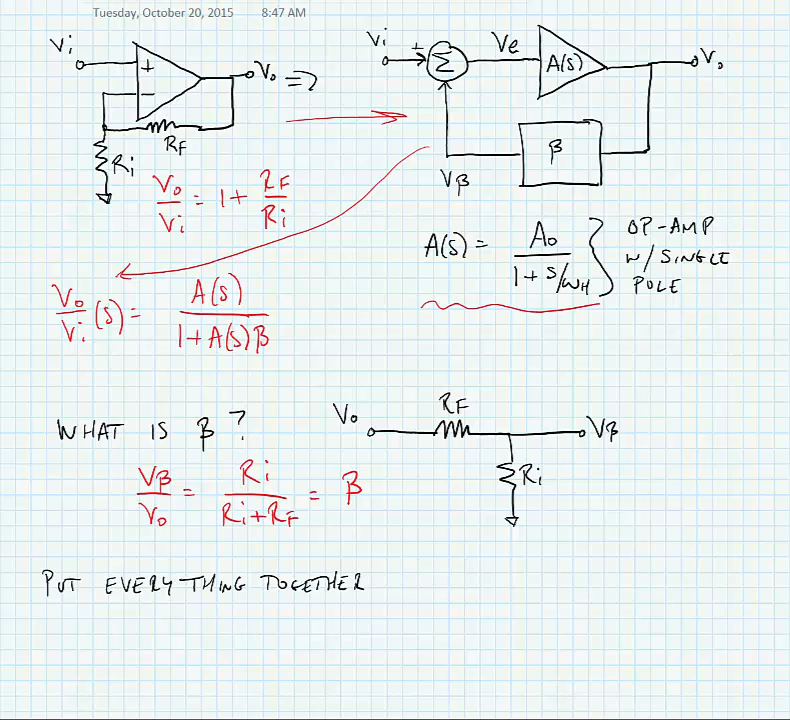 Tuesday, October 20, 2015 8:47 AM
Vi
+
−
Vo
⇒
RF
Ri
Vi
+
Σ
Ve
A(s)
Vo
β
Vβ
Vo/Vi = 1 + RF/Ri
A(s) = Ao/(1 + s/ωH) } OP-AMP
W/ SINGLE
POLE
Vo/Vi (s) = A(s)/(1 + A(s)β)
WHAT IS β ?
Vo
RF
Vβ
Ri
Vβ/Vo = Ri/(Ri + RF) = β
PUT EVERYTHING TOGETHER